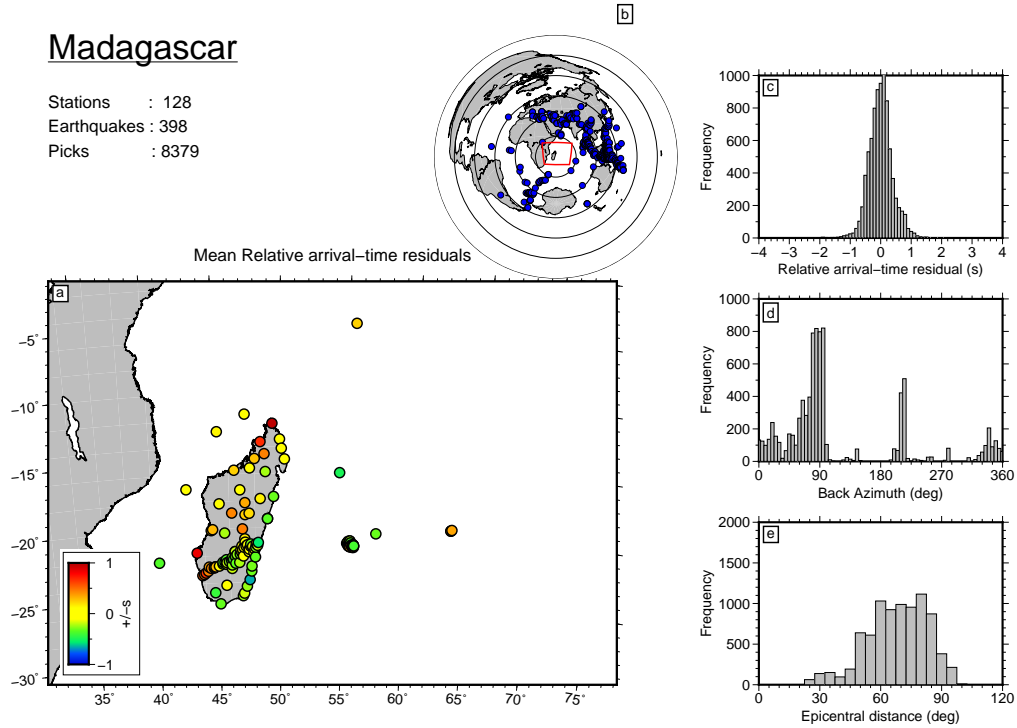 Madagascar
Stations : 128
Earthquakes : 398
Picks : 8379
b
Mean Relative arrival−time residuals
a
−5˚
−10˚
−15˚
−20˚
−25˚
−30˚
35˚ 40˚ 45˚ 50˚ 55˚ 60˚ 65˚ 70˚ 75˚
1
0
−1
+/−s
c
Frequency
1000
800
600
400
200
0
−4 −3 −2 −1 0 1 2 3 4
Relative arrival−time residual (s)
d
Frequency
1000
800
600
400
200
0
0 90 180 270 360
Back Azimuth (deg)
e
Frequency
2000
1500
1000
500
0
0 30 60 90 120
Epicentral distance (deg)